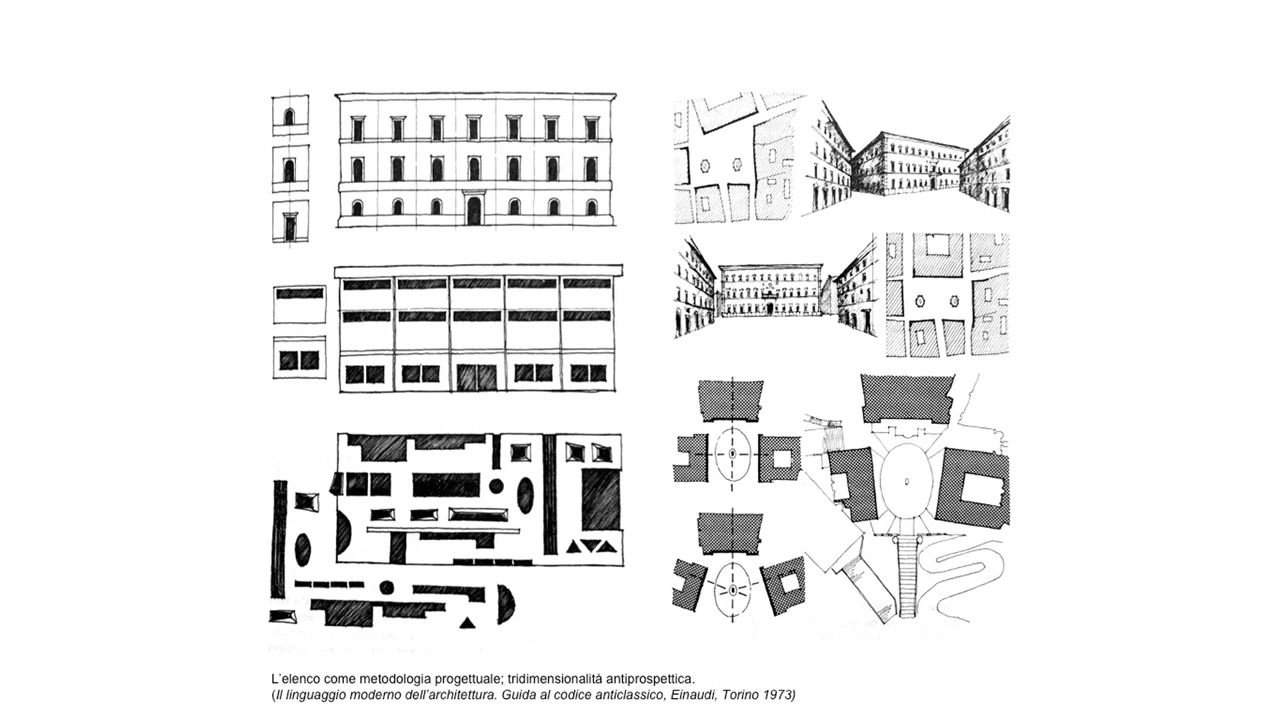 L'elenco come metodologia progettuale; tridimensionalità antiprospettica.
(Il linguaggio moderno dell'architettura. Guida al codice anticlassico, Einaudi, Torino 1973)